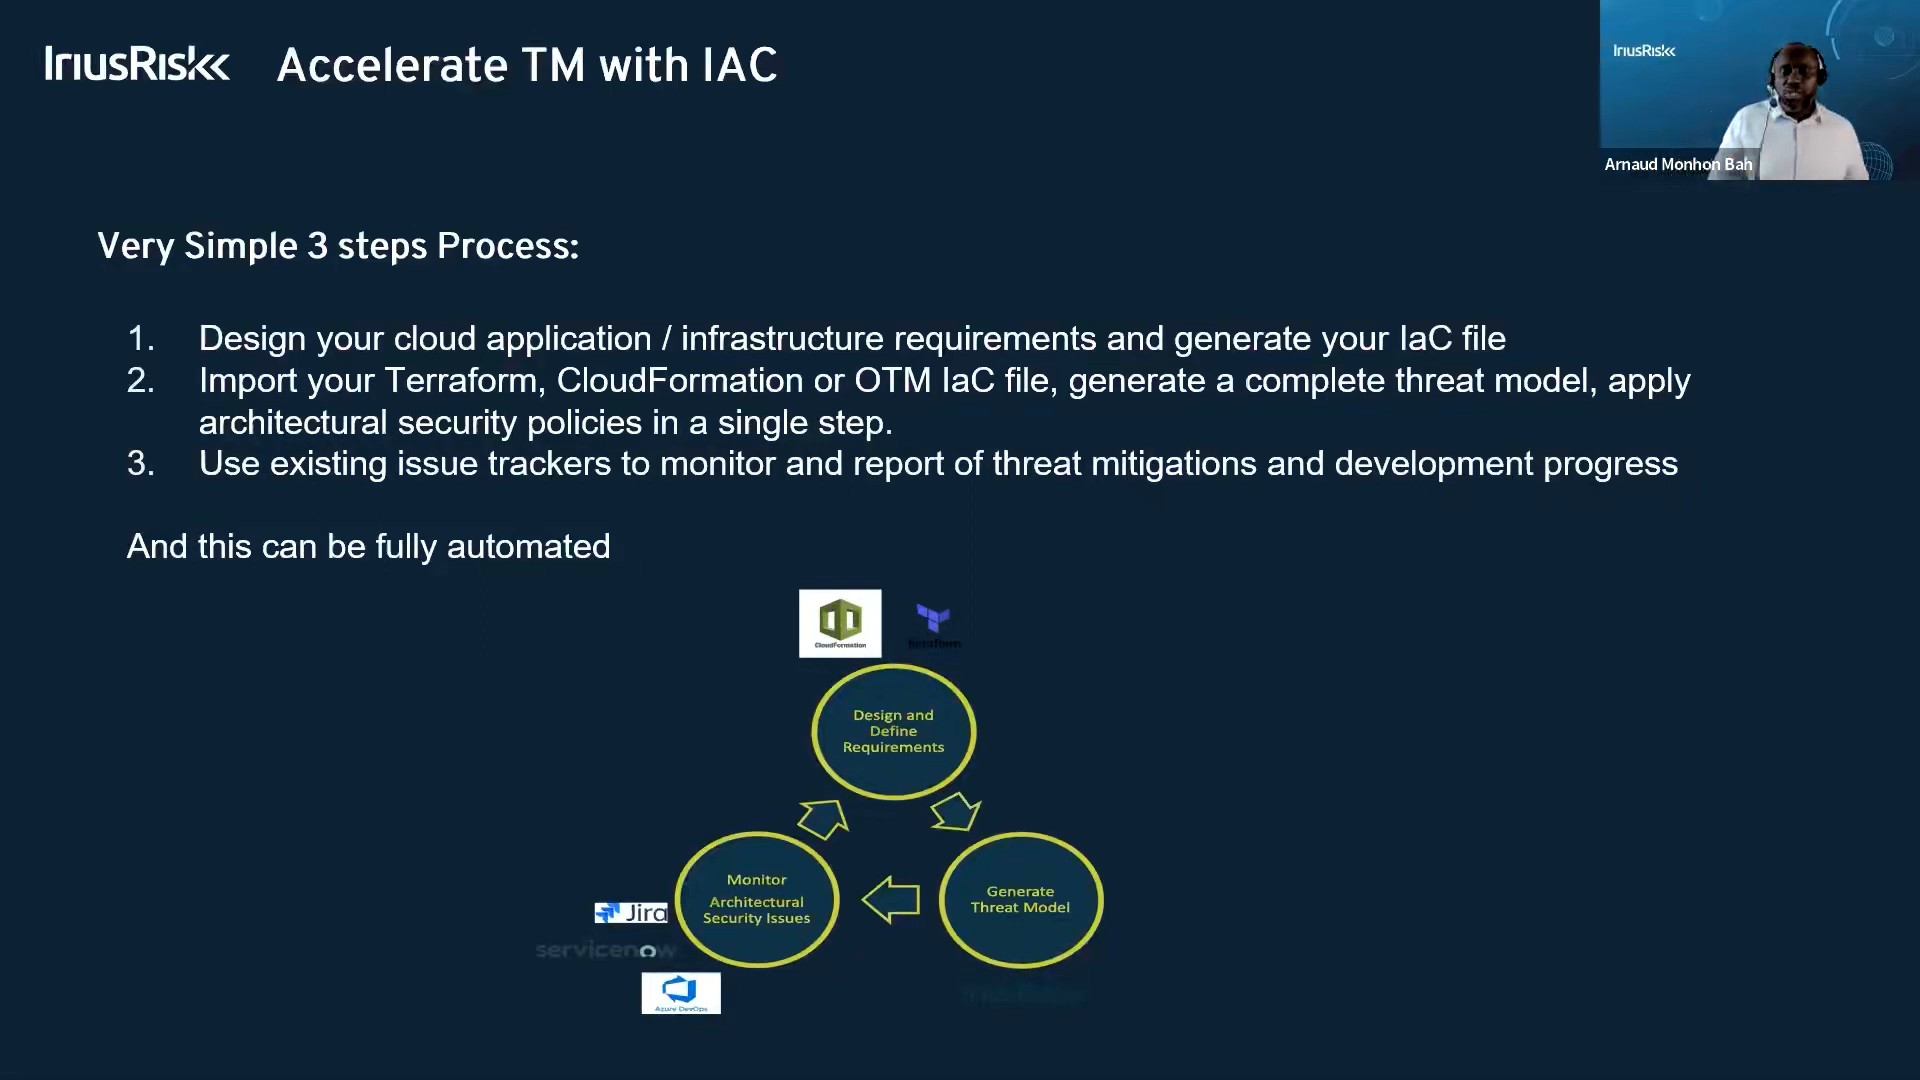 IriusRisk Accelerate TM with IAC
IriusRisk
Arnaud Monhon Bah
Very Simple 3 steps Process:
1. Design your cloud application / infrastructure requirements and generate your IaC file
2. Import your Terraform, CloudFormation or OTM IaC file, generate a complete threat model, apply
architectural security policies in a single step.
3. Use existing issue trackers to monitor and report of threat mitigations and development progress
And this can be fully automated
CloudFormation
Terraform
Design and
Define
Requirements
Monitor
Architectural
Security Issues
Generate
Threat Model
Jira
servicenow
Azure DevOps